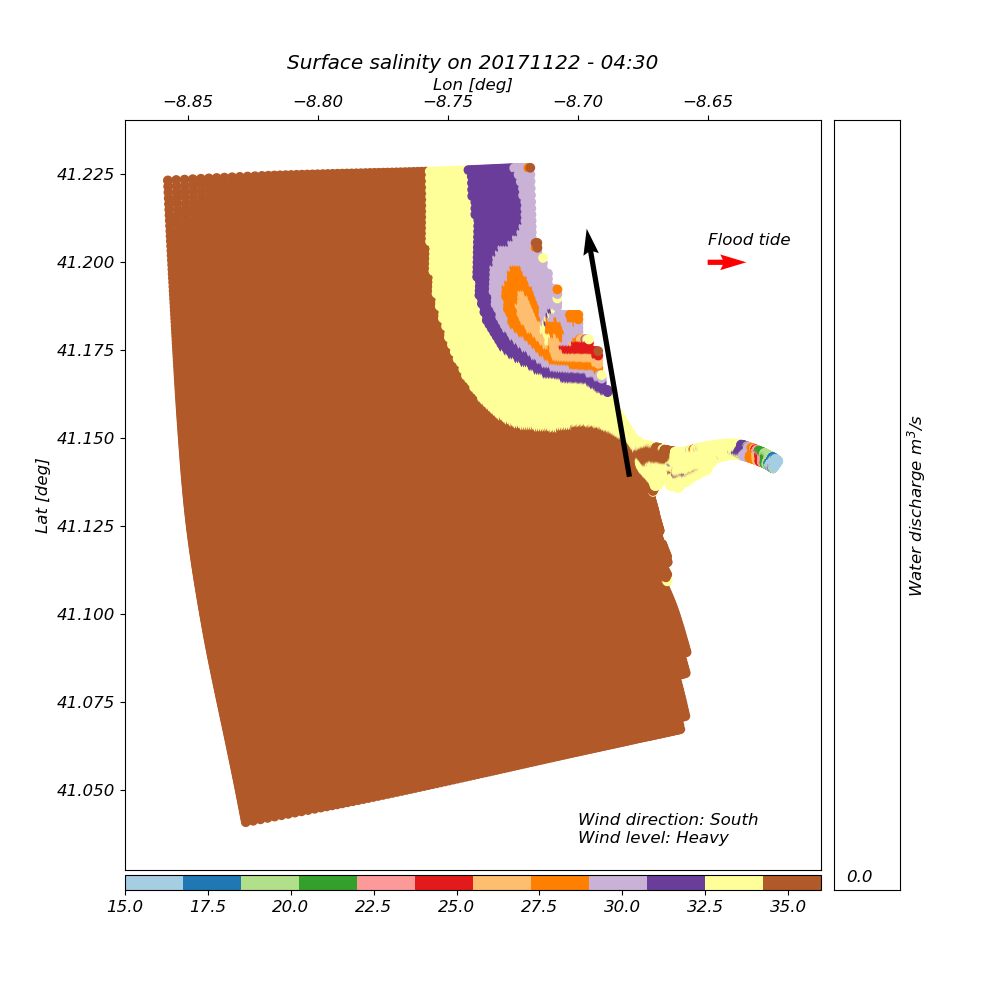 Surface salinity on 20171122 - 04:30
Lon [deg]
−8.85 −8.80 −8.75 −8.70 −8.65
41.225
41.200
41.175
41.150
41.125
41.100
41.075
41.050
Lat [deg]
Flood tide
Wind direction: South
Wind level: Heavy
15.0 17.5 20.0 22.5 25.0 27.5 30.0 32.5 35.0
0.0
Water discharge m³/s